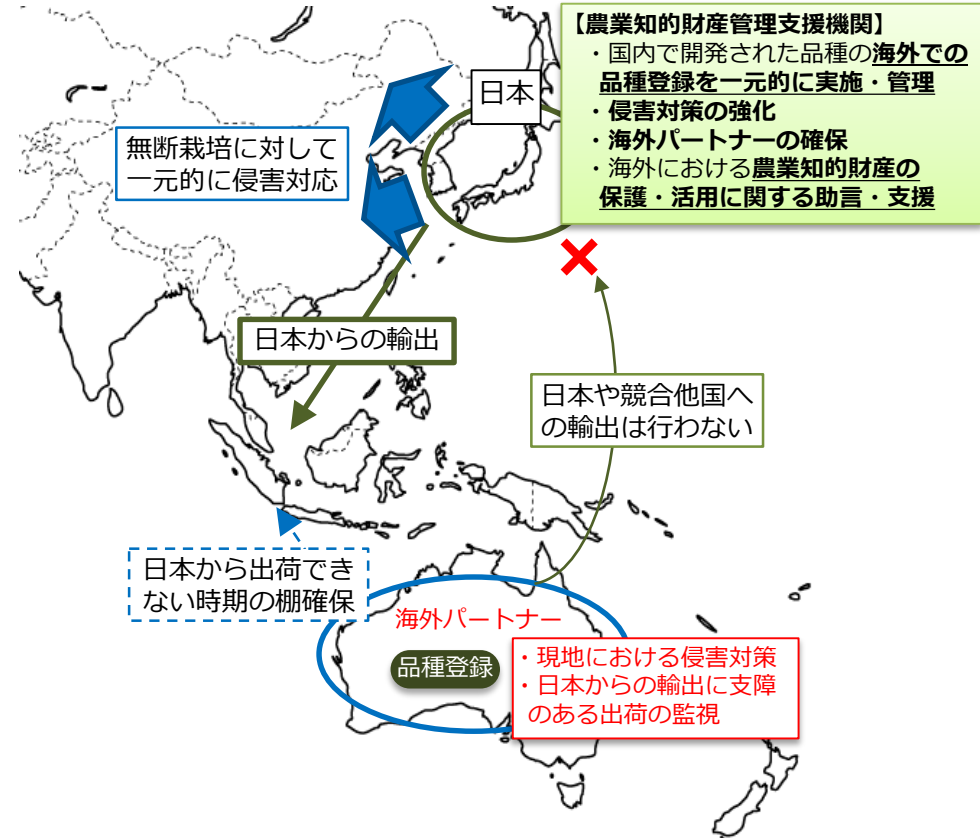 【農業知的財産管理支援機関】
・国内で開発された品種の海外での
品種登録を一元的に実施・管理
・侵害対策の強化
・海外パートナーの確保
・海外における農業知的財産の
保護・活用に関する助言・支援
日本
無断栽培に対して
一元的に侵害対応
日本からの輸出
日本や競合他国へ
の輸出は行わない
日本から出荷でき
ない時期の棚確保
海外パートナー
品種登録
・現地における侵害対策
・日本からの輸出に支障
のある出荷の監視